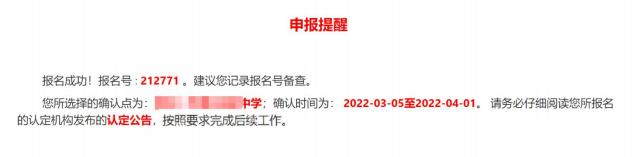 申报提醒
报名成功！报名号：212771 。建议您记录报名号备查。
您所选择的确认点为： 中学；确认时间为： 2022-03-05至2022-04-01。 请务必仔细阅读您所报名
的认定机构发布的认定公告，按照要求完成后续工作。